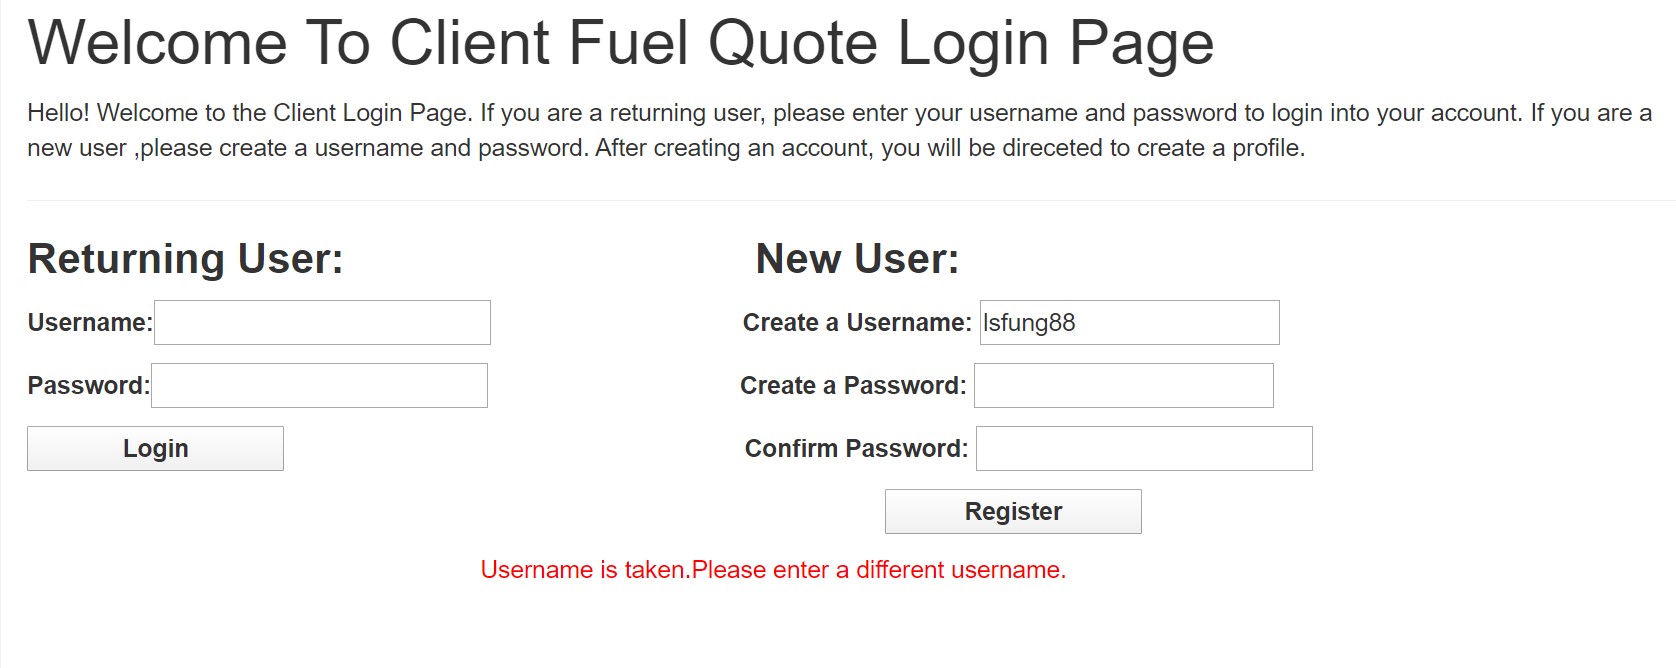 Welcome To Client Fuel Quote Login Page
Hello! Welcome to the Client Login Page. If you are a returning user, please enter your username and password to login into your account. If you are a
new user ,please create a username and password. After creating an account, you will be direceted to create a profile.
Returning User:
New User:
Username:
Create a Username: lsfung88
Password:
Create a Password:
Login
Confirm Password:
Register
Username is taken.Please enter a different username.